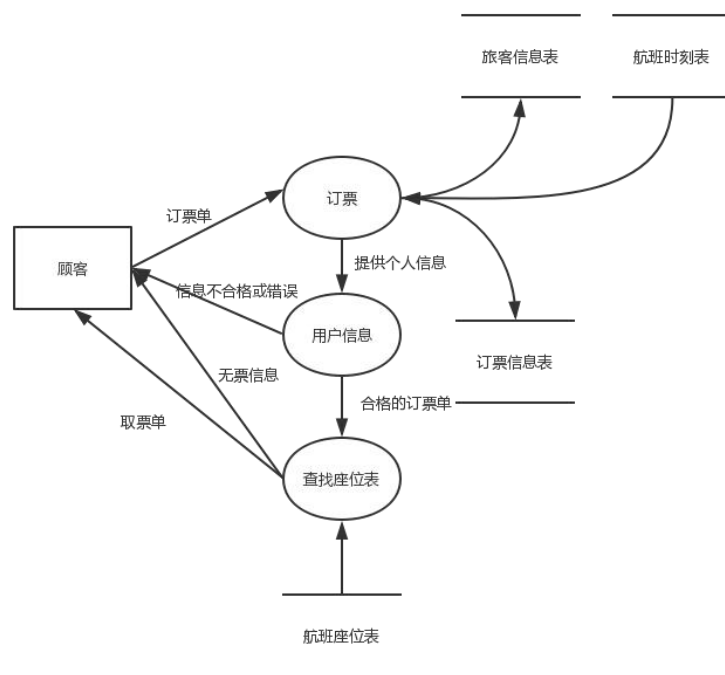 旅客信息表
航班时刻表
订票
订票单
顾客
提供个人信息
信息不合格或错误
用户信息
订票信息表
无票信息
合格的订票单
取票单
查找座位表
航班座位表